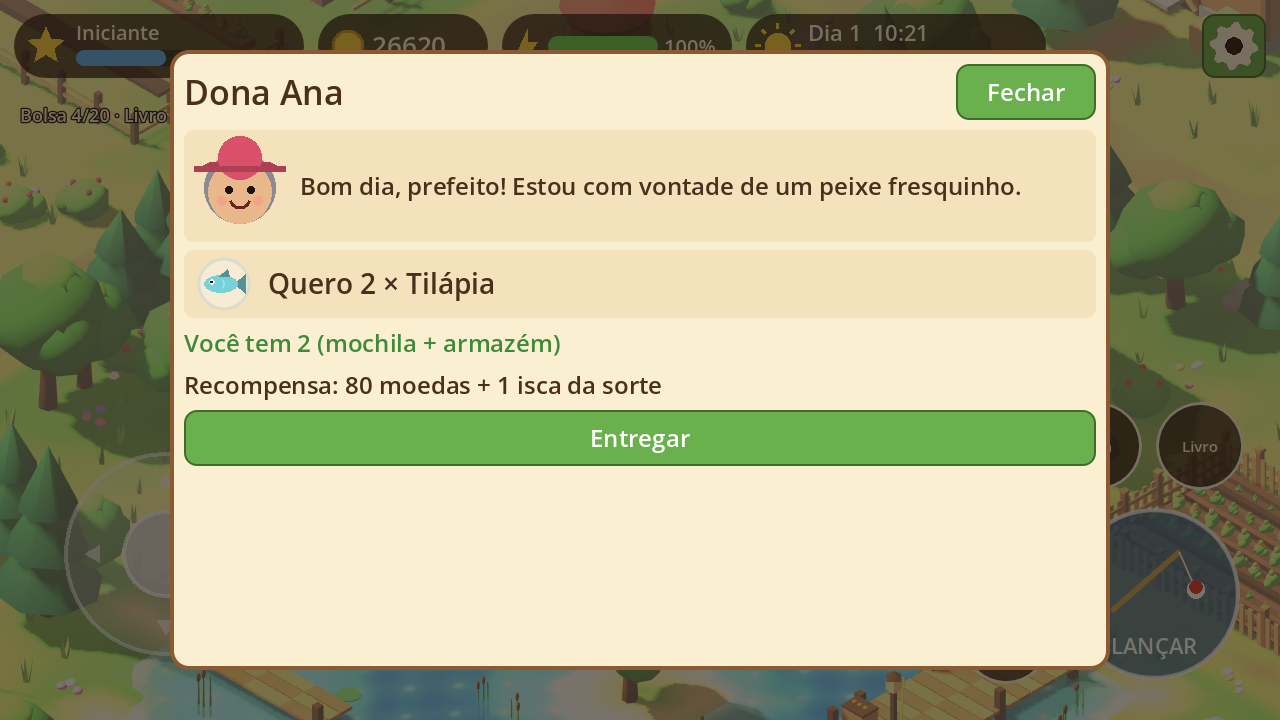 Iniciante
26620
100%
Dia 1 10:21
Bolsa 4/20 · Livro
Dona Ana
Fechar
Bom dia, prefeito! Estou com vontade de um peixe fresquinho.
Quero 2 × Tilápia
Você tem 2 (mochila + armazém)
Recompensa: 80 moedas + 1 isca da sorte
Entregar
Livro
LANÇAR